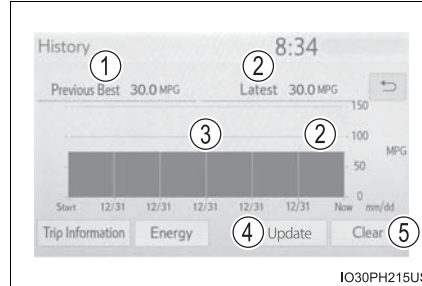 History 8:34
① ②
Previous Best 30.0 MPG Latest 30.0 MPG
150
③ ② 100
MPG
50
0
Start 12/31 12/31 12/31 12/31 12/31 Now mm/dd
Trip Information Energy ④ Update Clear ⑤
IO30PH215US